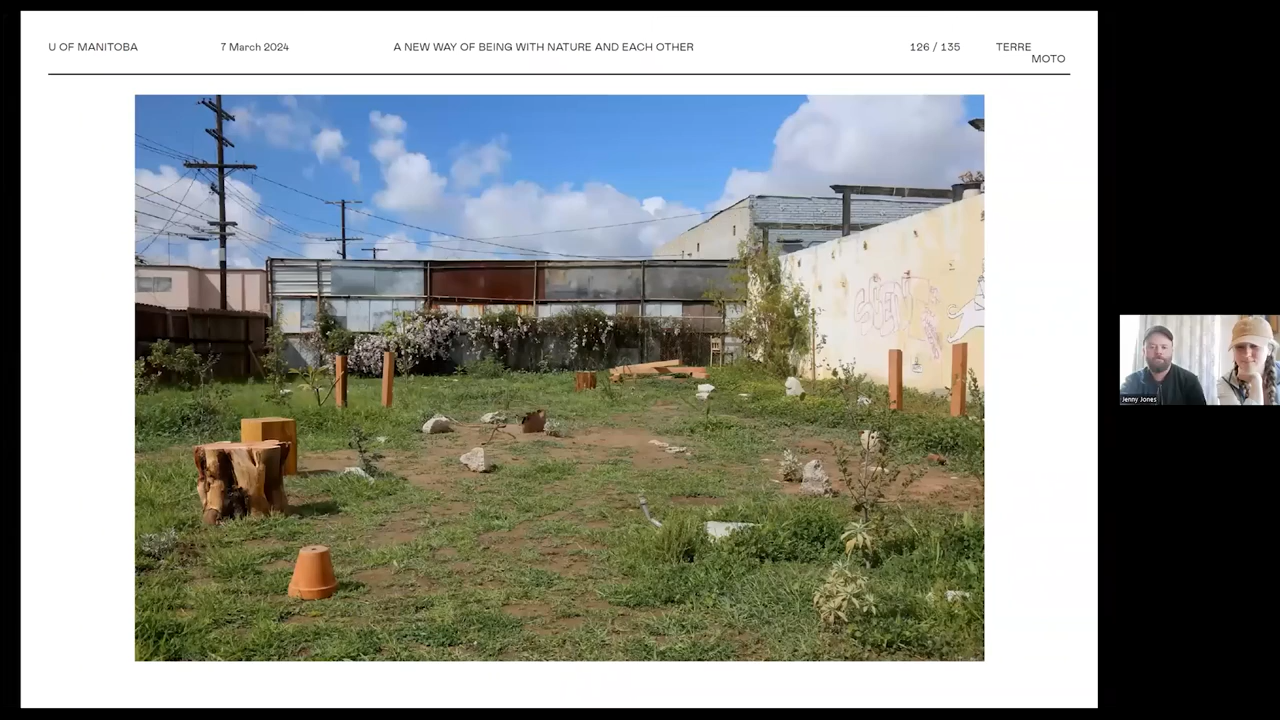 U OF MANITOBA
7 March 2024
A NEW WAY OF BEING WITH NATURE AND EACH OTHER
126 / 135
TERRE
MOTO
Jenny Jones